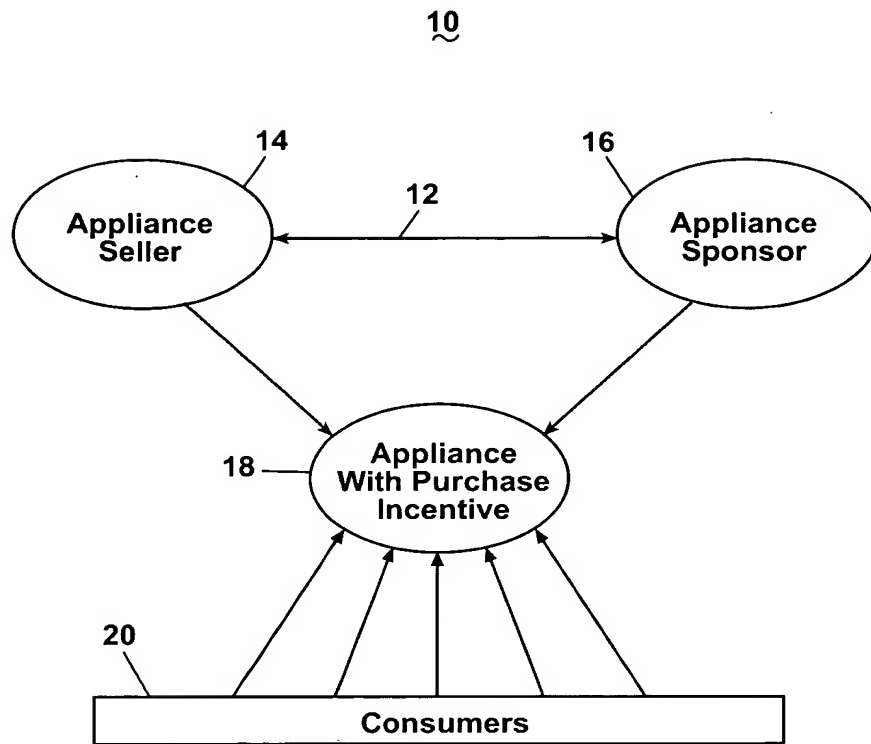 10
14
16
12
Appliance
Seller
Appliance
Sponsor
18
Appliance
With Purchase
Incentive
20
Consumers